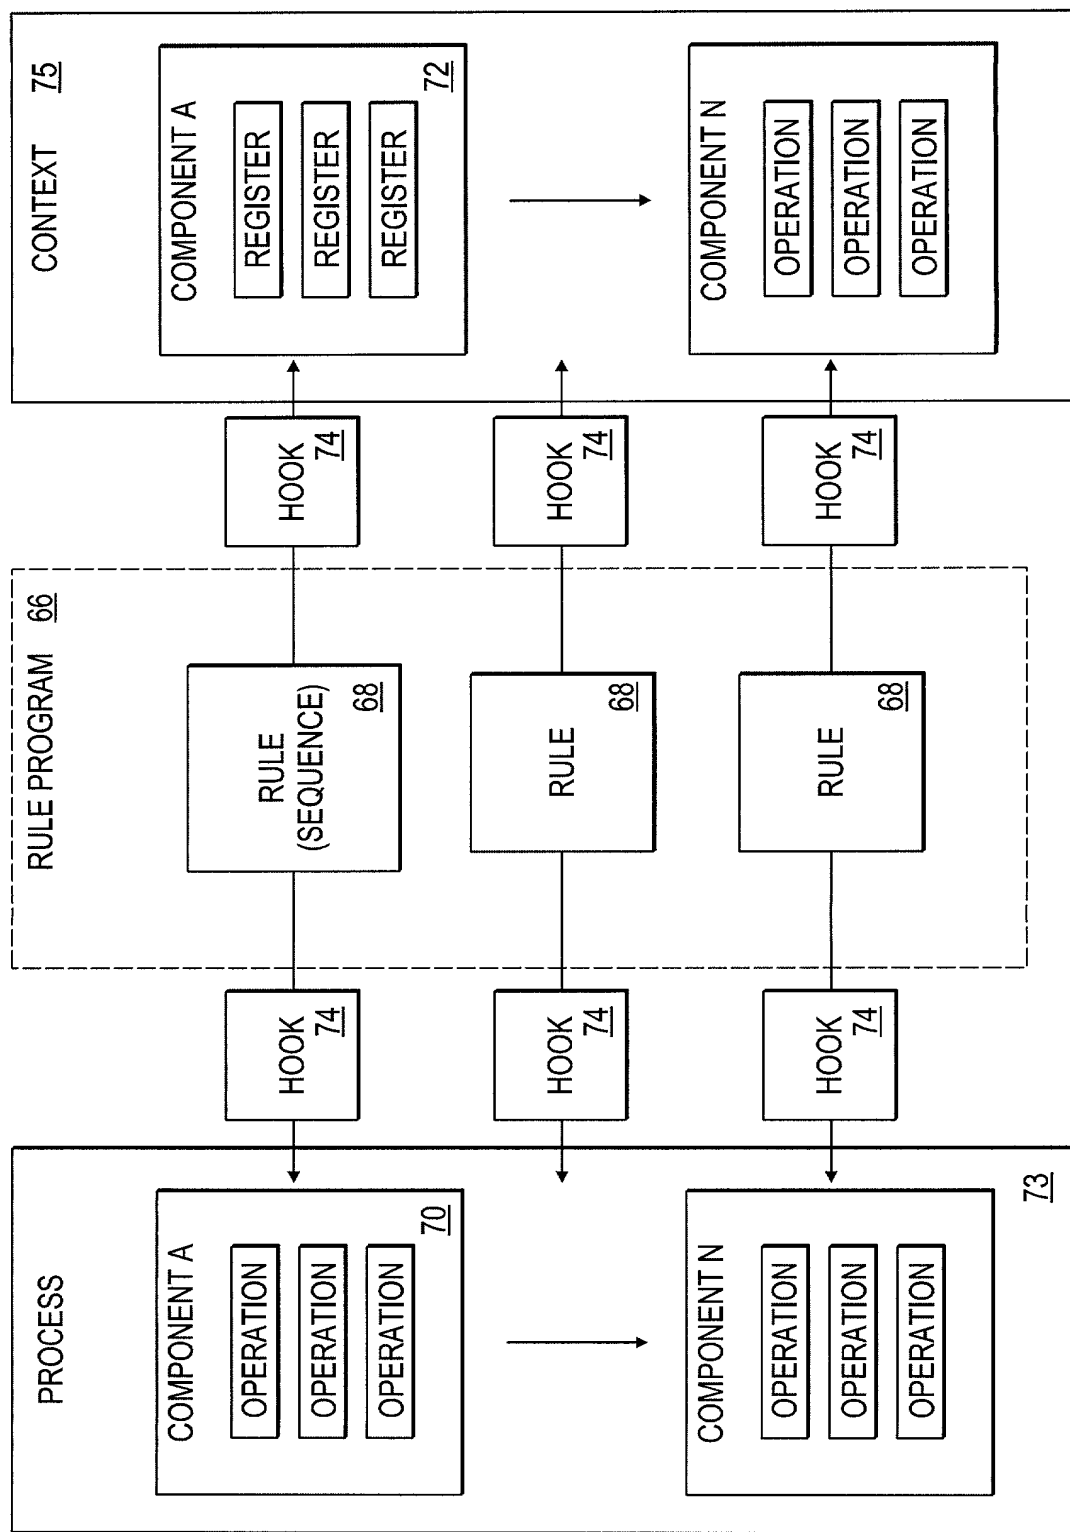 PROCESS
COMPONENT A
OPERATION
OPERATION
OPERATION
70
COMPONENT N
OPERATION
OPERATION
OPERATION
73
HOOK
74
HOOK
74
HOOK
74
RULE PROGRAM 66
RULE
(SEQUENCE)
68
RULE
68
RULE
68
HOOK
74
HOOK
74
HOOK
74
CONTEXT 75
COMPONENT A
REGISTER
REGISTER
REGISTER
72
COMPONENT N
OPERATION
OPERATION
OPERATION